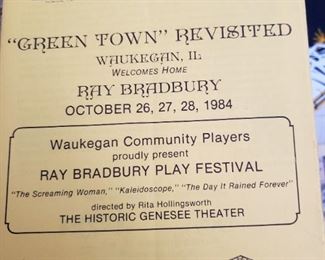 "GREEN TOWN" REVISITED
WAUKEGAN, IL
WELCOMES HOME
RAY BRADBURY
OCTOBER 26, 27, 28, 1984
Waukegan Community Players
proudly present
RAY BRADBURY PLAY FESTIVAL
"The Screaming Woman," "Kaleidoscope," "The Day It Rained Forever"
directed by Rita Hollingsworth
THE HISTORIC GENESEE THEATER